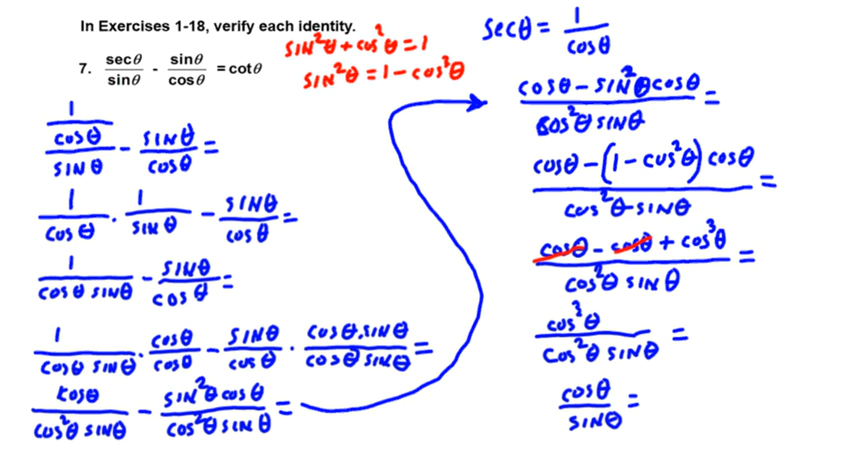 In Exercises 1-18, verify each identity.
7. secθ/sinθ - sinθ/cosθ = cotθ
SIN²θ + cos²θ = 1
SIN²θ = 1 - cos²θ
(1/cosθ)/SINθ - SINθ/cosθ =
1/cosθ · 1/SINθ - SINθ/cosθ =
1/(cosθ SINθ) - SINθ/cosθ =
1/(cosθ SINθ) · cosθ/cosθ - SINθ/cosθ · (cosθ·SINθ)/(cosθ SINθ) =
cosθ/(cos²θ SINθ) - (SIN²θ cosθ)/(cos²θ SINθ) =
secθ = 1/cosθ
(cosθ - SIN²θ cosθ)/(cos²θ SINθ) =
(cosθ - (1 - cos²θ) cosθ)/(cos²θ SINθ) =
(cosθ - cosθ + cos³θ)/(cos²θ SINθ) =
cos³θ/(cos²θ SINθ) =
cosθ/SINθ =